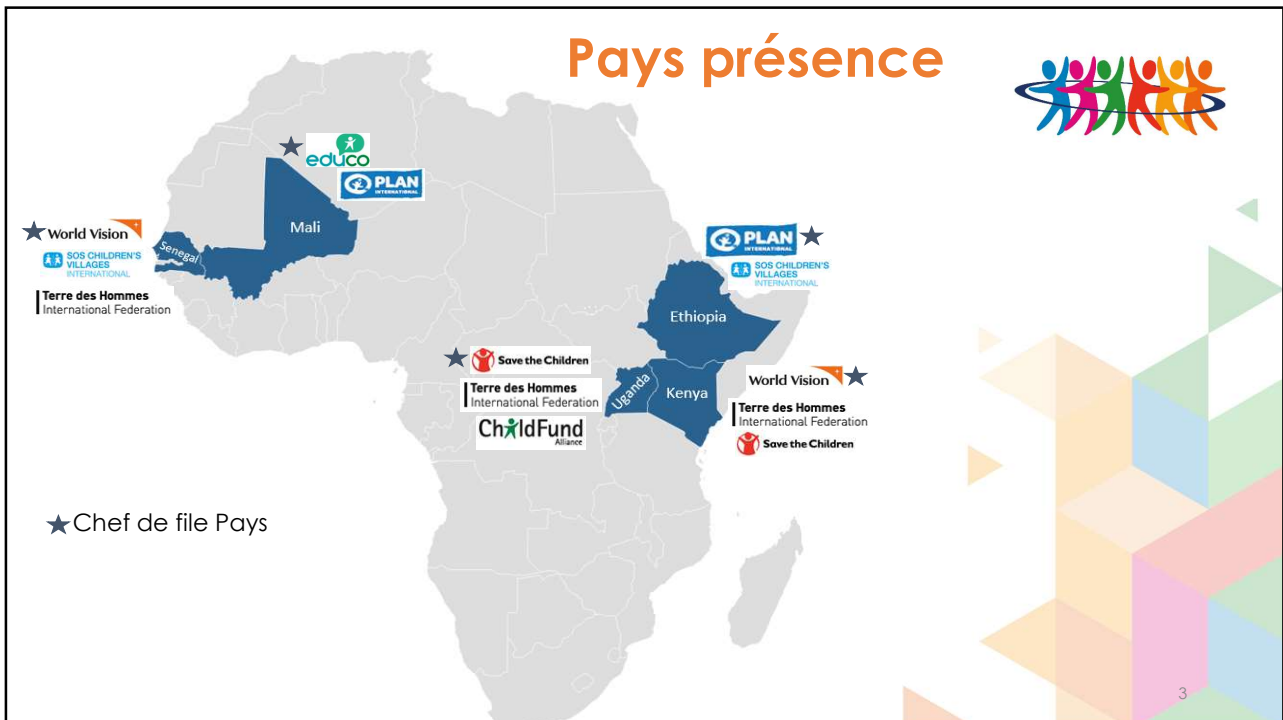 Pays présence
educo
PLAN
INTERNATIONAL
Mali
World Vision
Senegal
SOS CHILDREN'S
VILLAGES
INTERNATIONAL
Terre des Hommes
International Federation
PLAN
INTERNATIONAL
SOS CHILDREN'S
VILLAGES
INTERNATIONAL
Ethiopia
Save the Children
Terre des Hommes
International Federation
ChildFund
Alliance
Uganda
Kenya
World Vision
Terre des Hommes
International Federation
Save the Children
Chef de file Pays
3